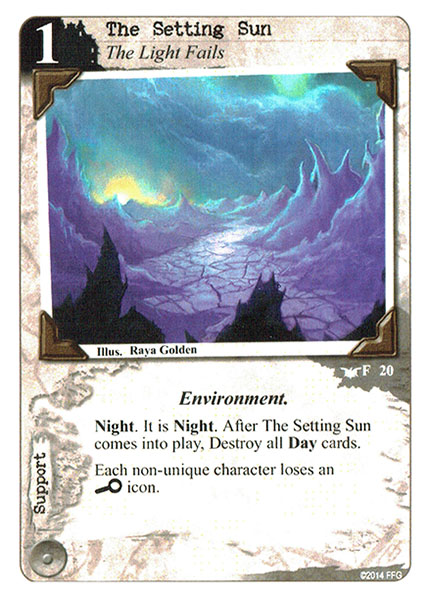 1
The Setting Sun
The Light Fails
Illus. Raya Golden
F 20
Environment.
Night. It is Night. After The Setting Sun
comes into play, Destroy all Day cards.
Each non-unique character loses an
icon.
Support
©2014 FFG